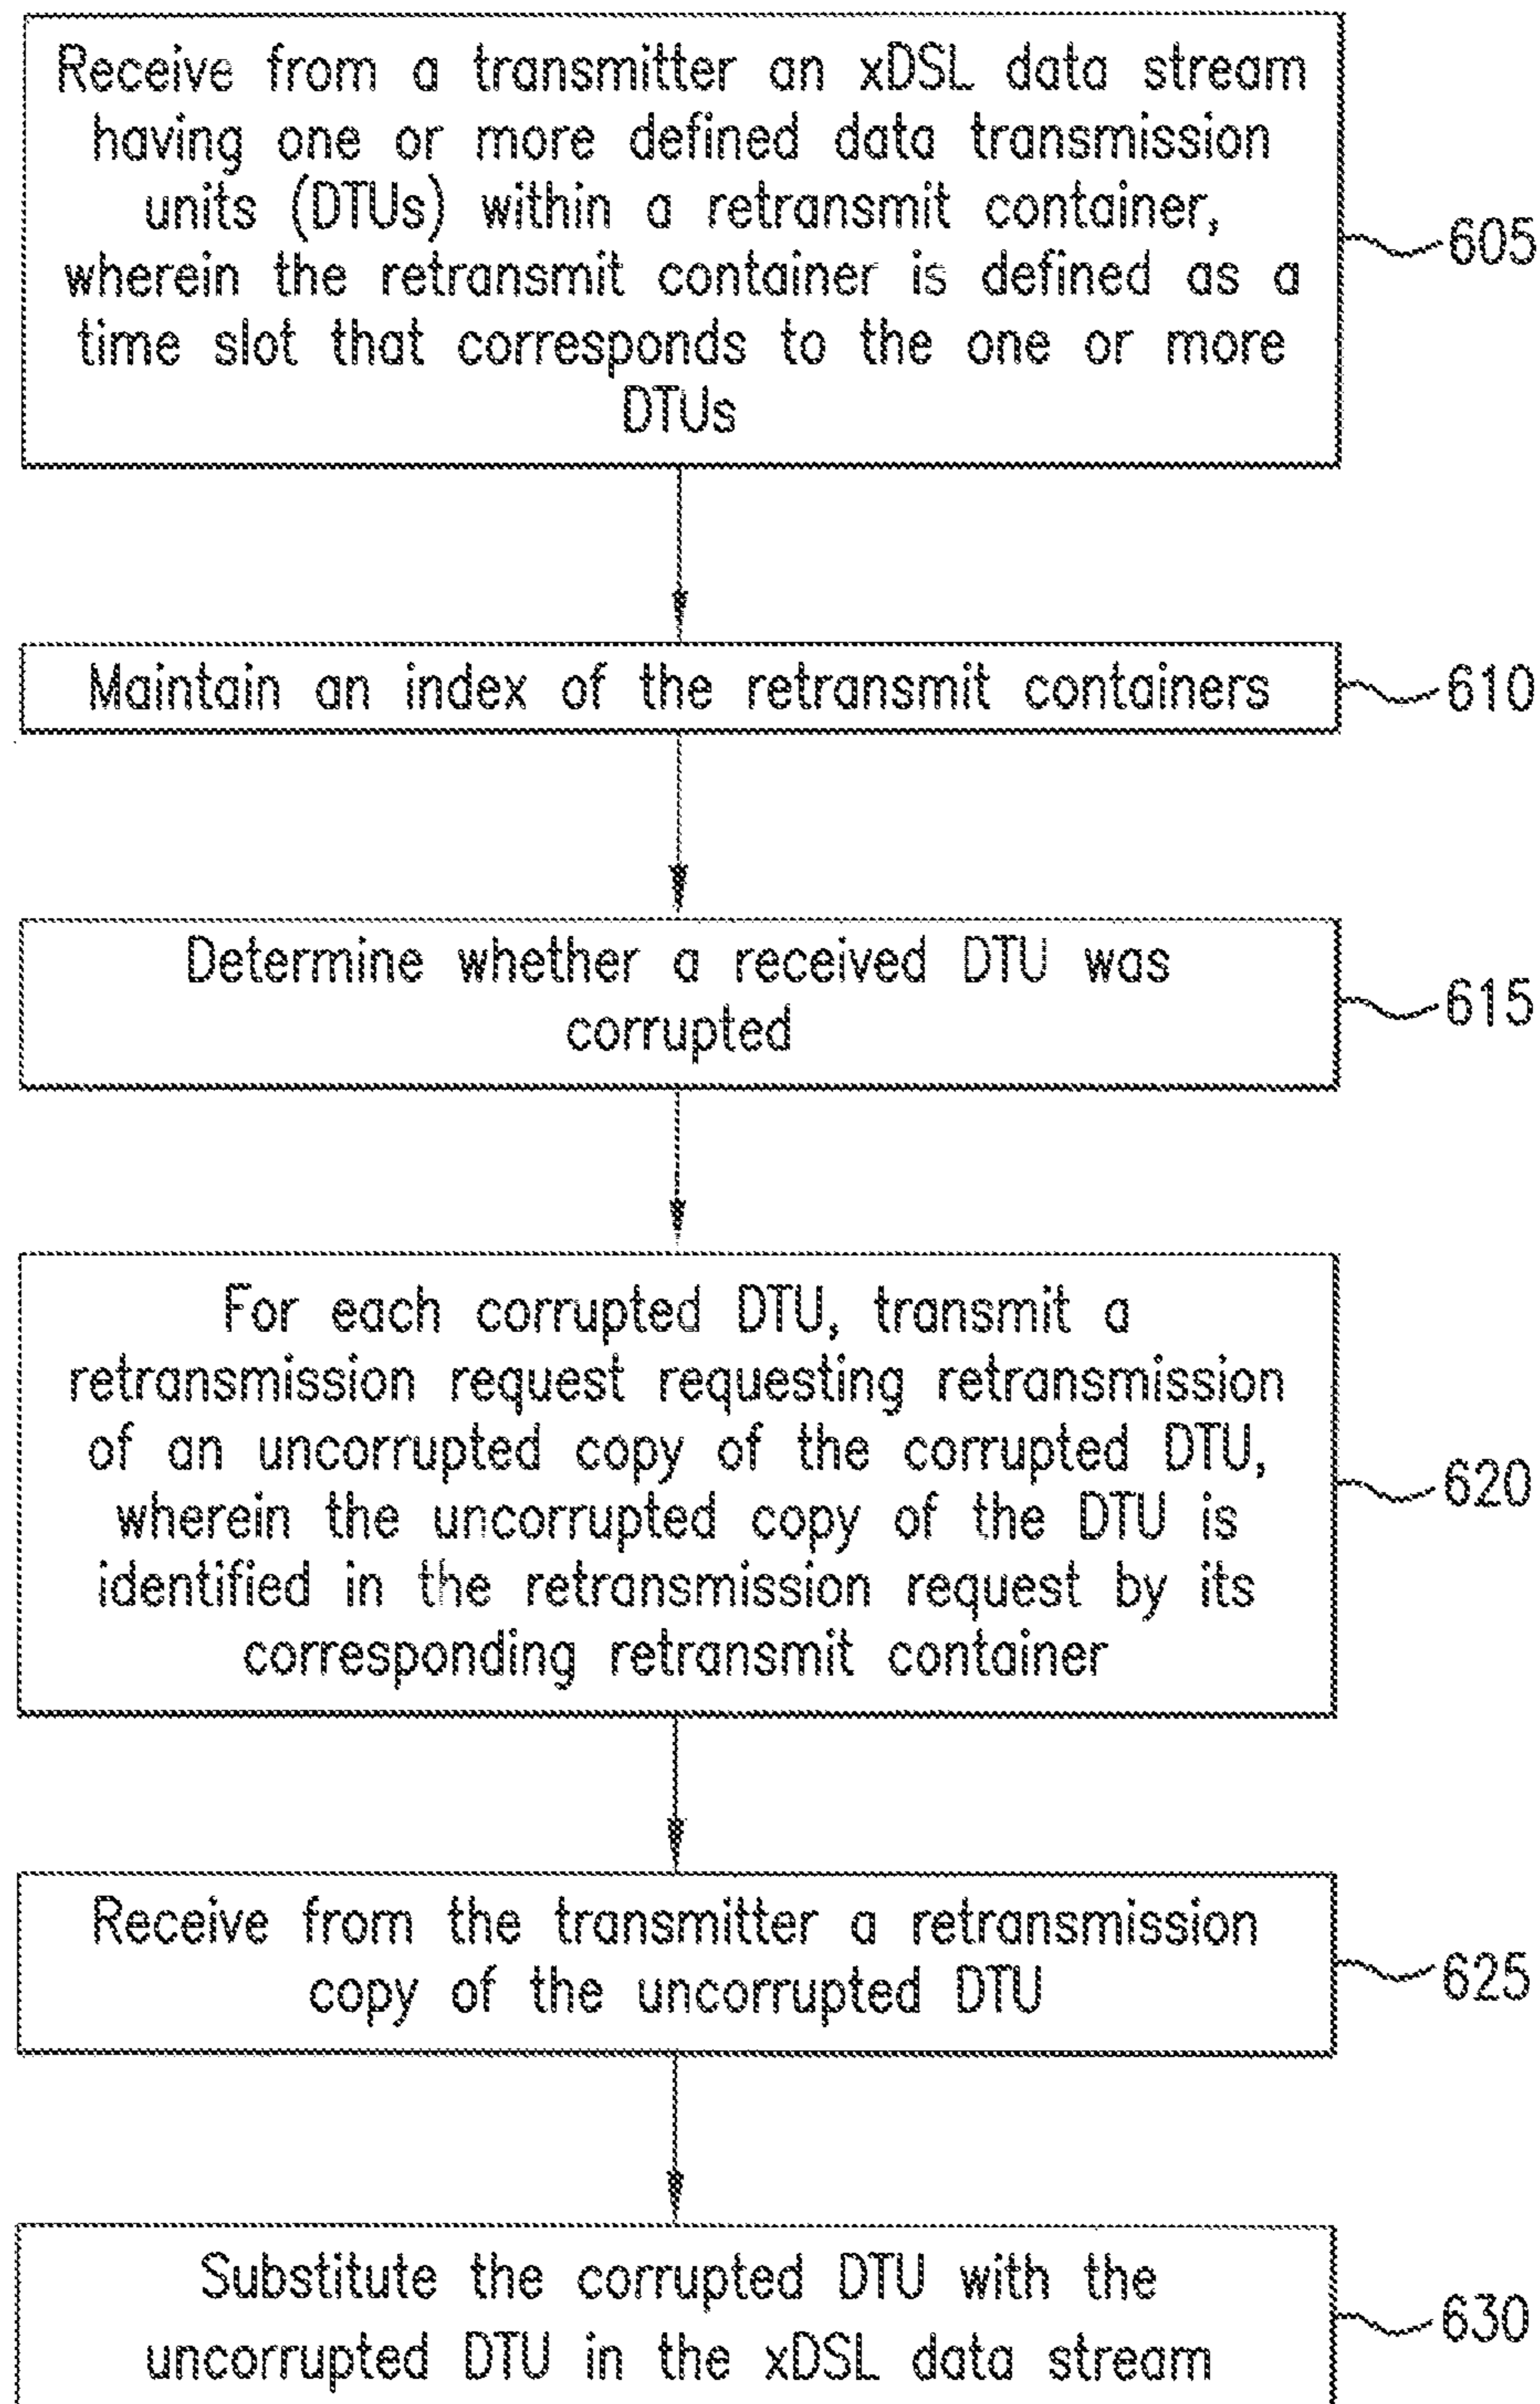 Receive from a transmitter an xDSL data stream
having one or more defined data transmission
units (DTUs) within a retransmit container,
wherein the retransmit container is defined as a
time slot that corresponds to the one or more
DTUs
605
Maintain an index of the retransmit containers
610
Determine whether a received DTU was
corrupted
615
For each corrupted DTU, transmit a
retransmission request requesting retransmission
of an uncorrupted copy of the corrupted DTU,
wherein the uncorrupted copy of the DTU is
identified in the retransmission request by its
corresponding retransmit container
620
Receive from the transmitter a retransmission
copy of the uncorrupted DTU
625
Substitute the corrupted DTU with the
uncorrupted DTU in the xDSL data stream
630